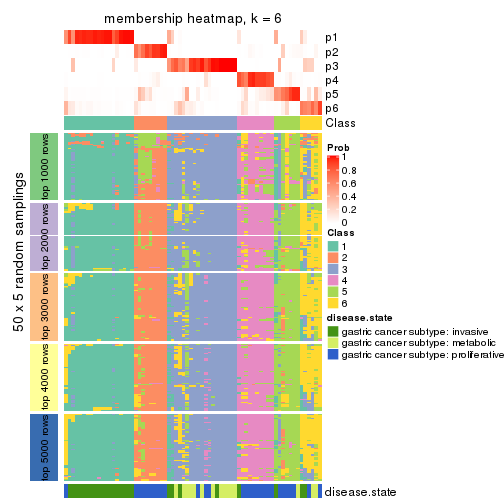 membership heatmap, k = 6
p1
p2
p3
p4
p5
p6
Class
50 x 5 random samplings
top 1000 rows
top 2000 rows
top 3000 rows
top 4000 rows
top 5000 rows
Prob
1
0.8
0.6
0.4
0.2
0
Class
1
2
3
4
5
6
disease.state
gastric cancer subtype: invasive
gastric cancer subtype: metabolic
gastric cancer subtype: proliferative
disease.state